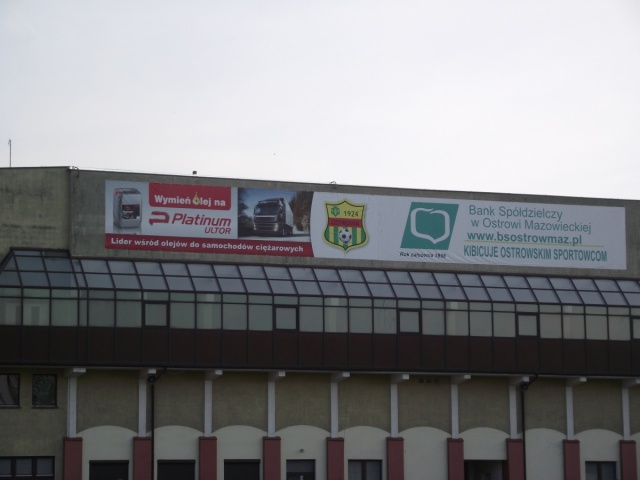 Wymień olej na
Platinum
ULTOR
Lider wśród olejów do samochodów ciężarowych
1924
Bank Spółdzielczy
w Ostrowi Mazowieckiej
www.bsostrowmaz.pl
KIBICUJE OSTROWSKIM SPORTOWCOM